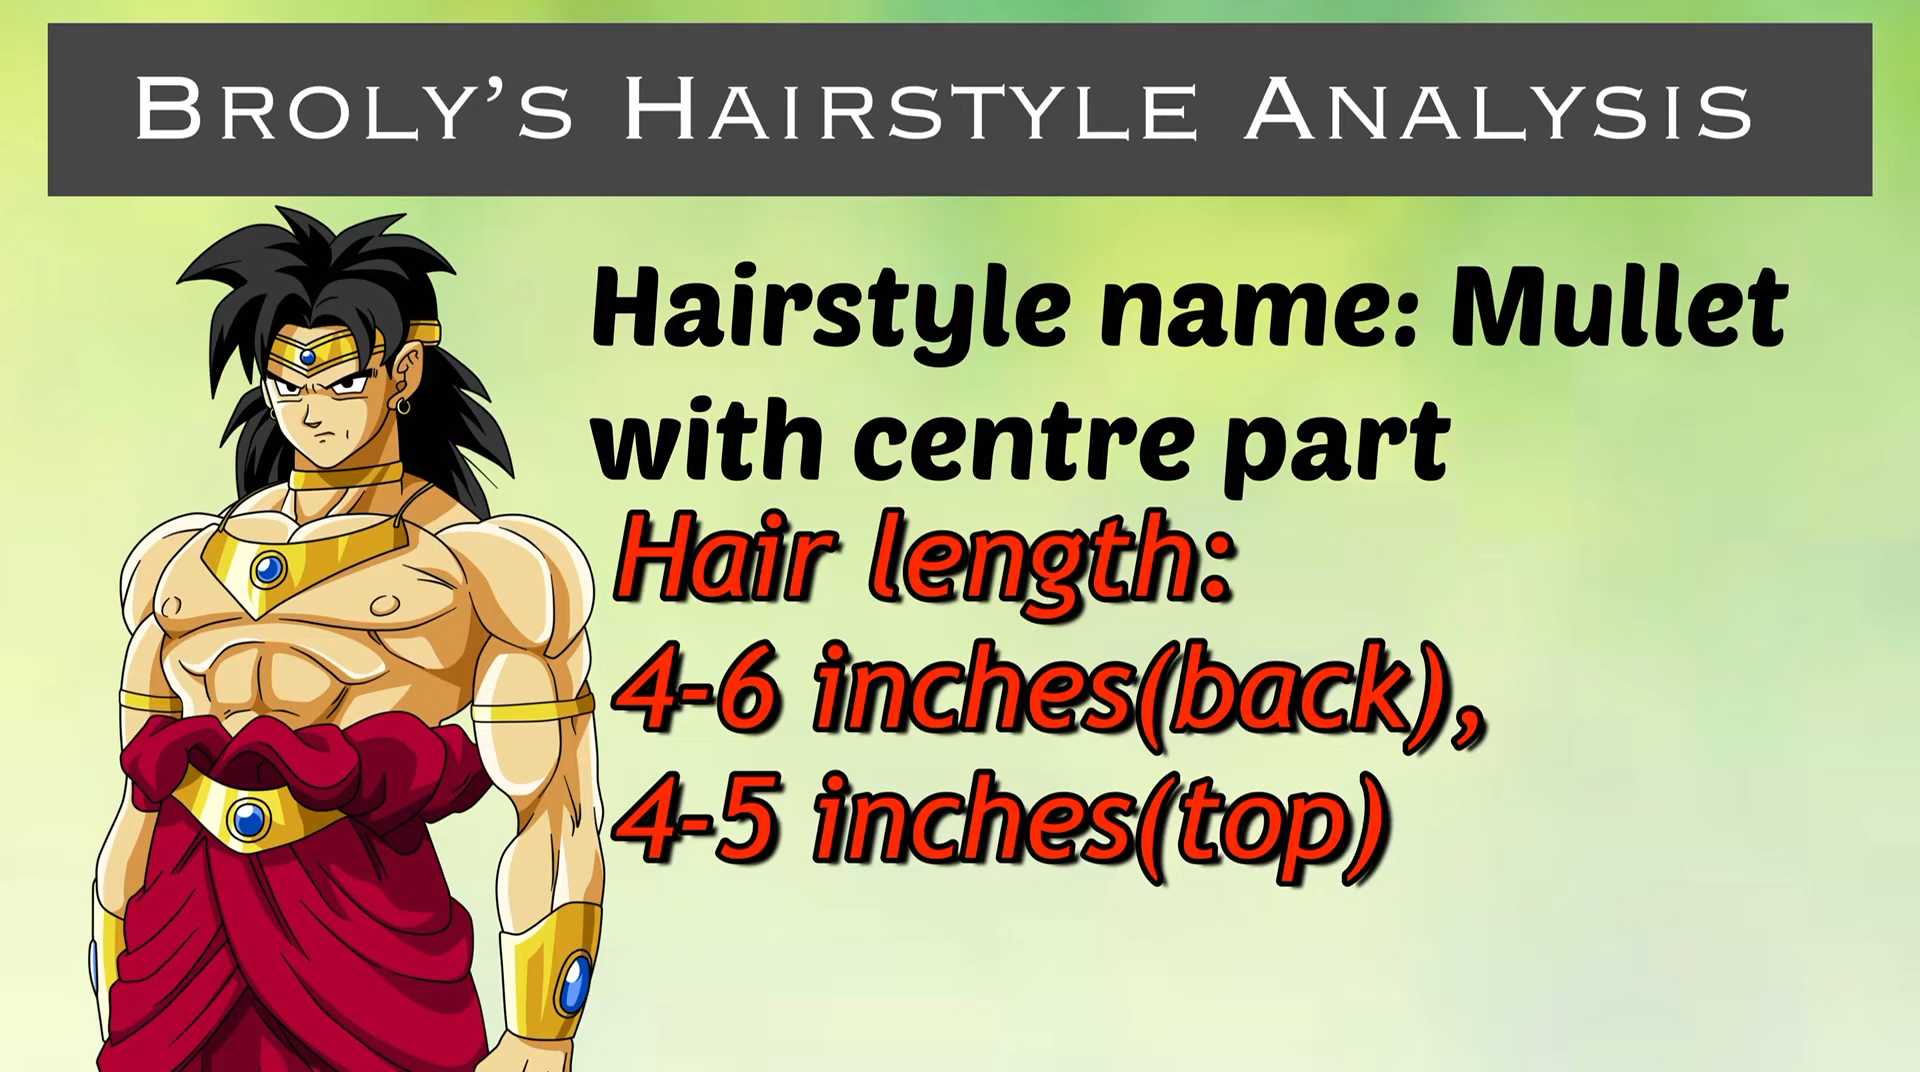 Broly's Hairstyle Analysis
Hairstyle name: Mullet
with centre part
Hair length:
4-6 inches(back),
4-5 inches(top)